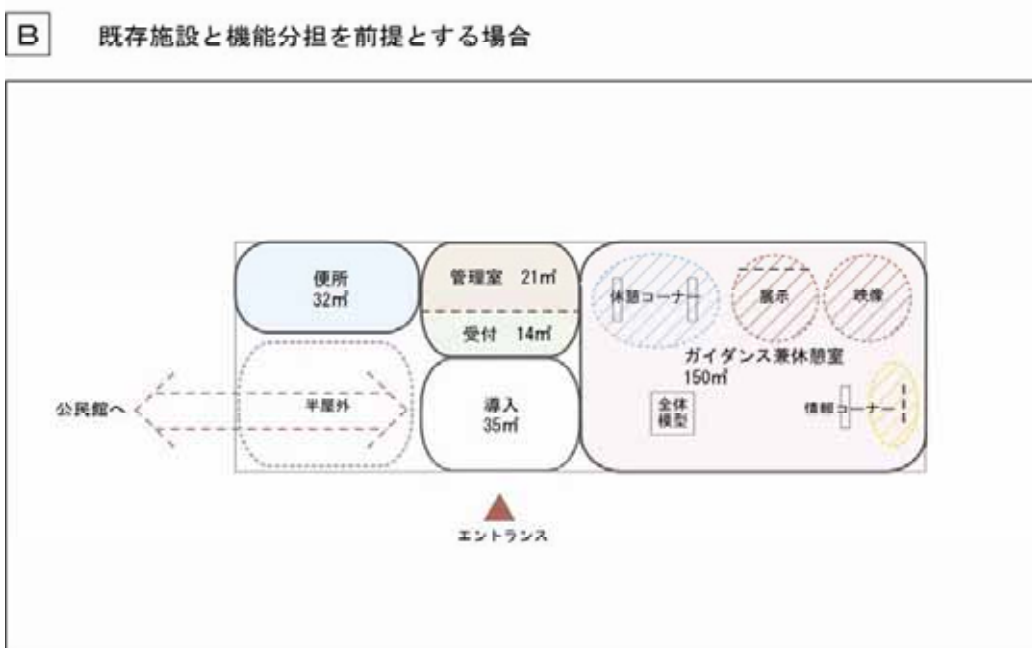 B 既存施設と機能分担を前提とする場合
便所
32㎡
管理室 21㎡
受付 14㎡
休憩コーナー
展示
映像
ガイダンス兼休憩室
150㎡
公民館へ
半屋外
導入
35㎡
全体
模型
情報コーナー
エントランス